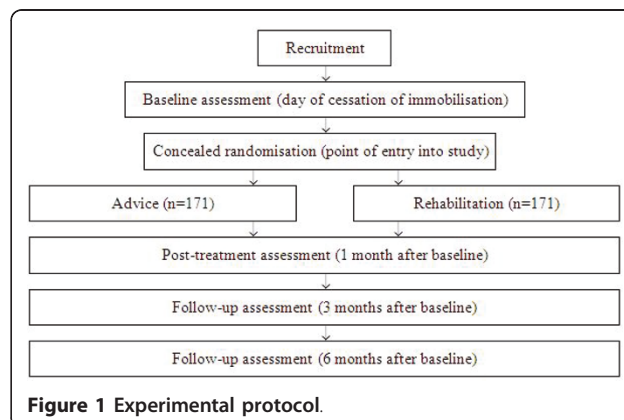 Recruitment
Baseline assessment (day of cessation of immobilisation)
Concealed randomisation (point of entry into study)
Advice (n=171)
Rehabilitation (n=171)
Post-treatment assessment (1 month after baseline)
Follow-up assessment (3 months after baseline)
Follow-up assessment (6 months after baseline)
Figure 1 Experimental protocol.